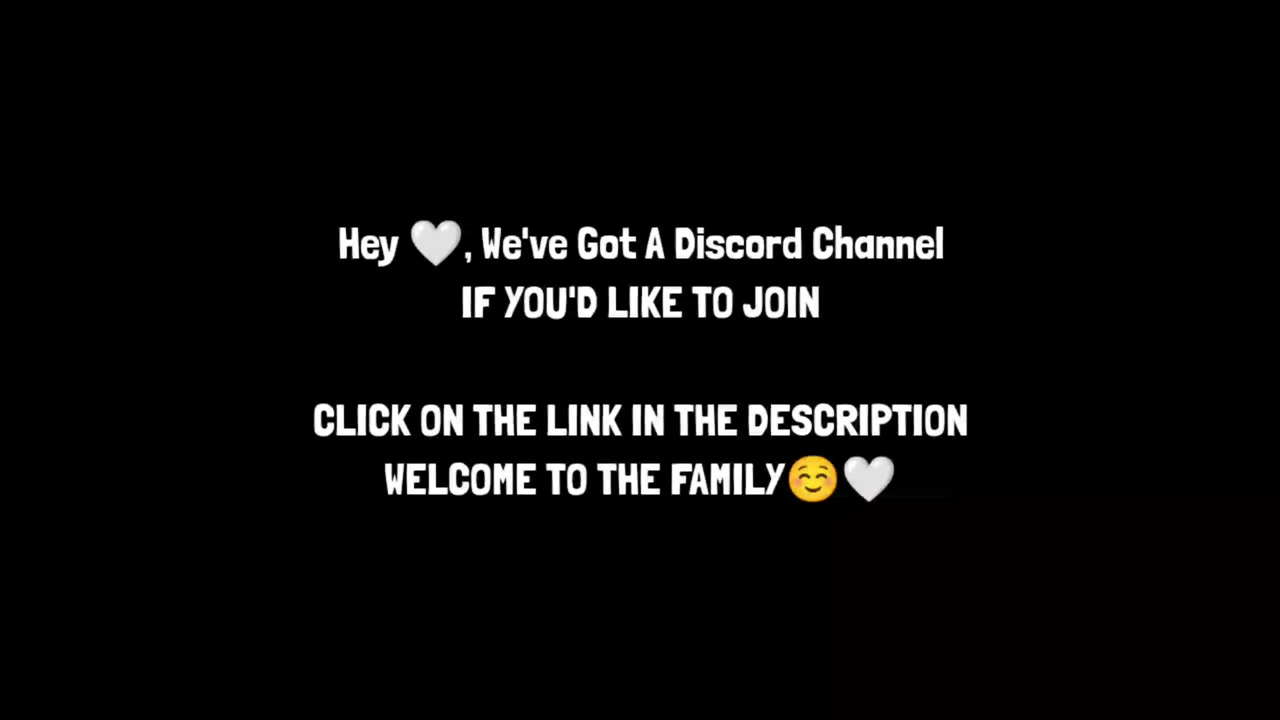 Hey 🤍, We've Got A Discord Channel
IF YOU'D LIKE TO JOIN
CLICK ON THE LINK IN THE DESCRIPTION
WELCOME TO THE FAMILY☺️🤍